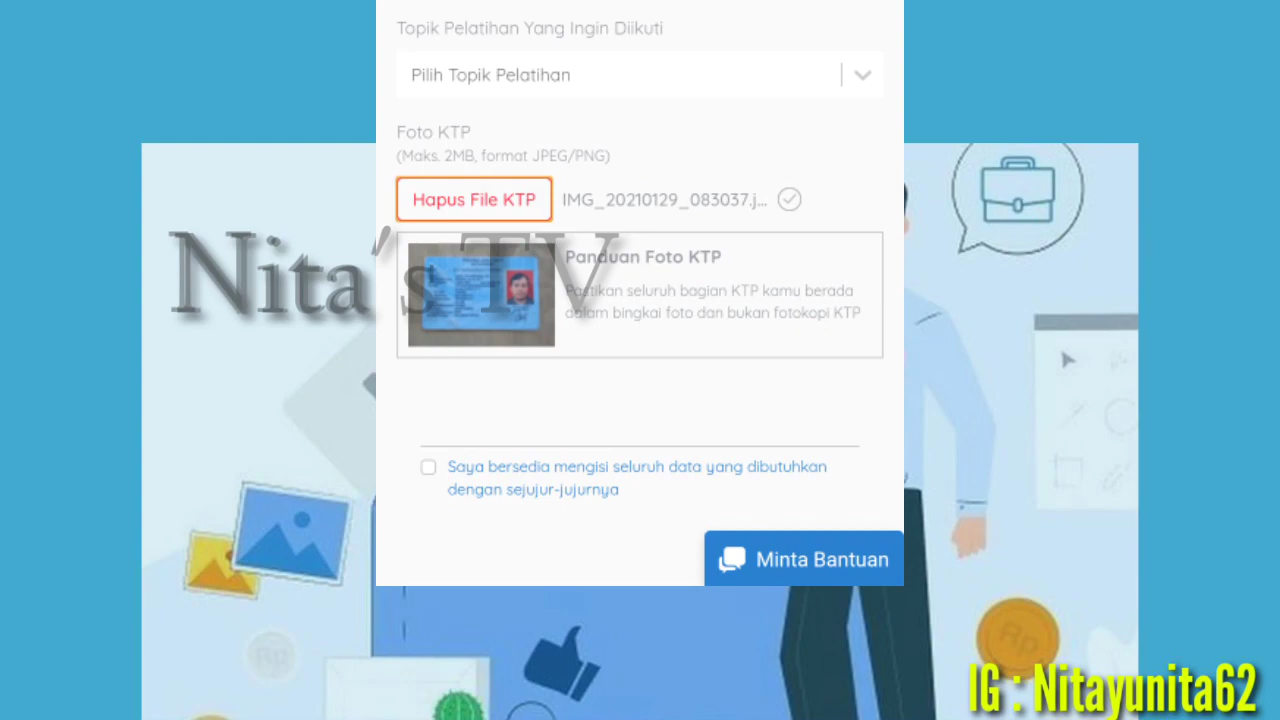 Topik Pelatihan Yang Ingin Diikuti
Pilih Topik Pelatihan
Foto KTP
(Maks. 2MB, format JPEG/PNG)
Hapus File KTP
IMG_20210129_083037.j...
Nita's TV
Panduan Foto KTP
Pastikan seluruh bagian KTP kamu berada
dalam bingkai foto dan bukan fotokopi KTP
Saya bersedia mengisi seluruh data yang dibutuhkan
dengan sejujur-jujurnya
Minta Bantuan
Rp
Rp
IG : Nitayunita62